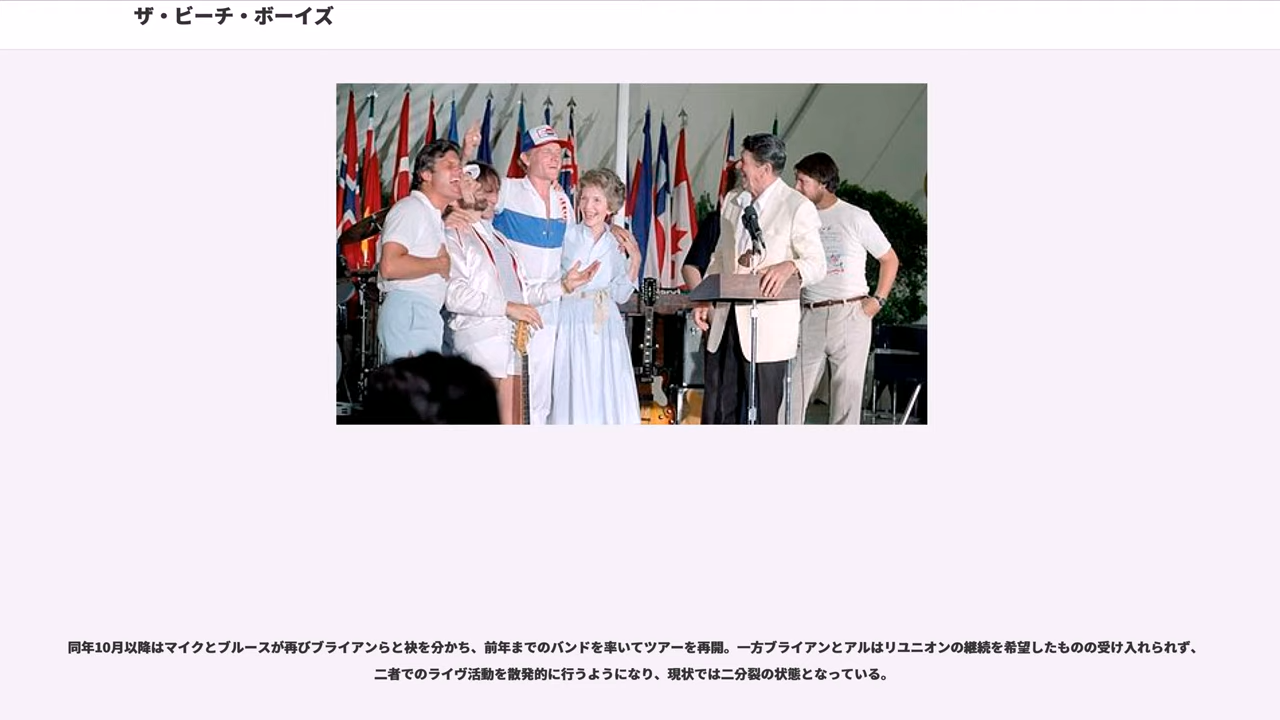 ザ・ビーチ・ボーイズ
同年10月以降はマイクとブルースが再びブライアンらと袂を分かち、前年までのバンドを率いてツアーを再開。一方ブライアンとアルはリユニオンの継続を希望したものの受け入れられず、
二者でのライヴ活動を散発的に行うようになり、現状では二分裂の状態となっている。